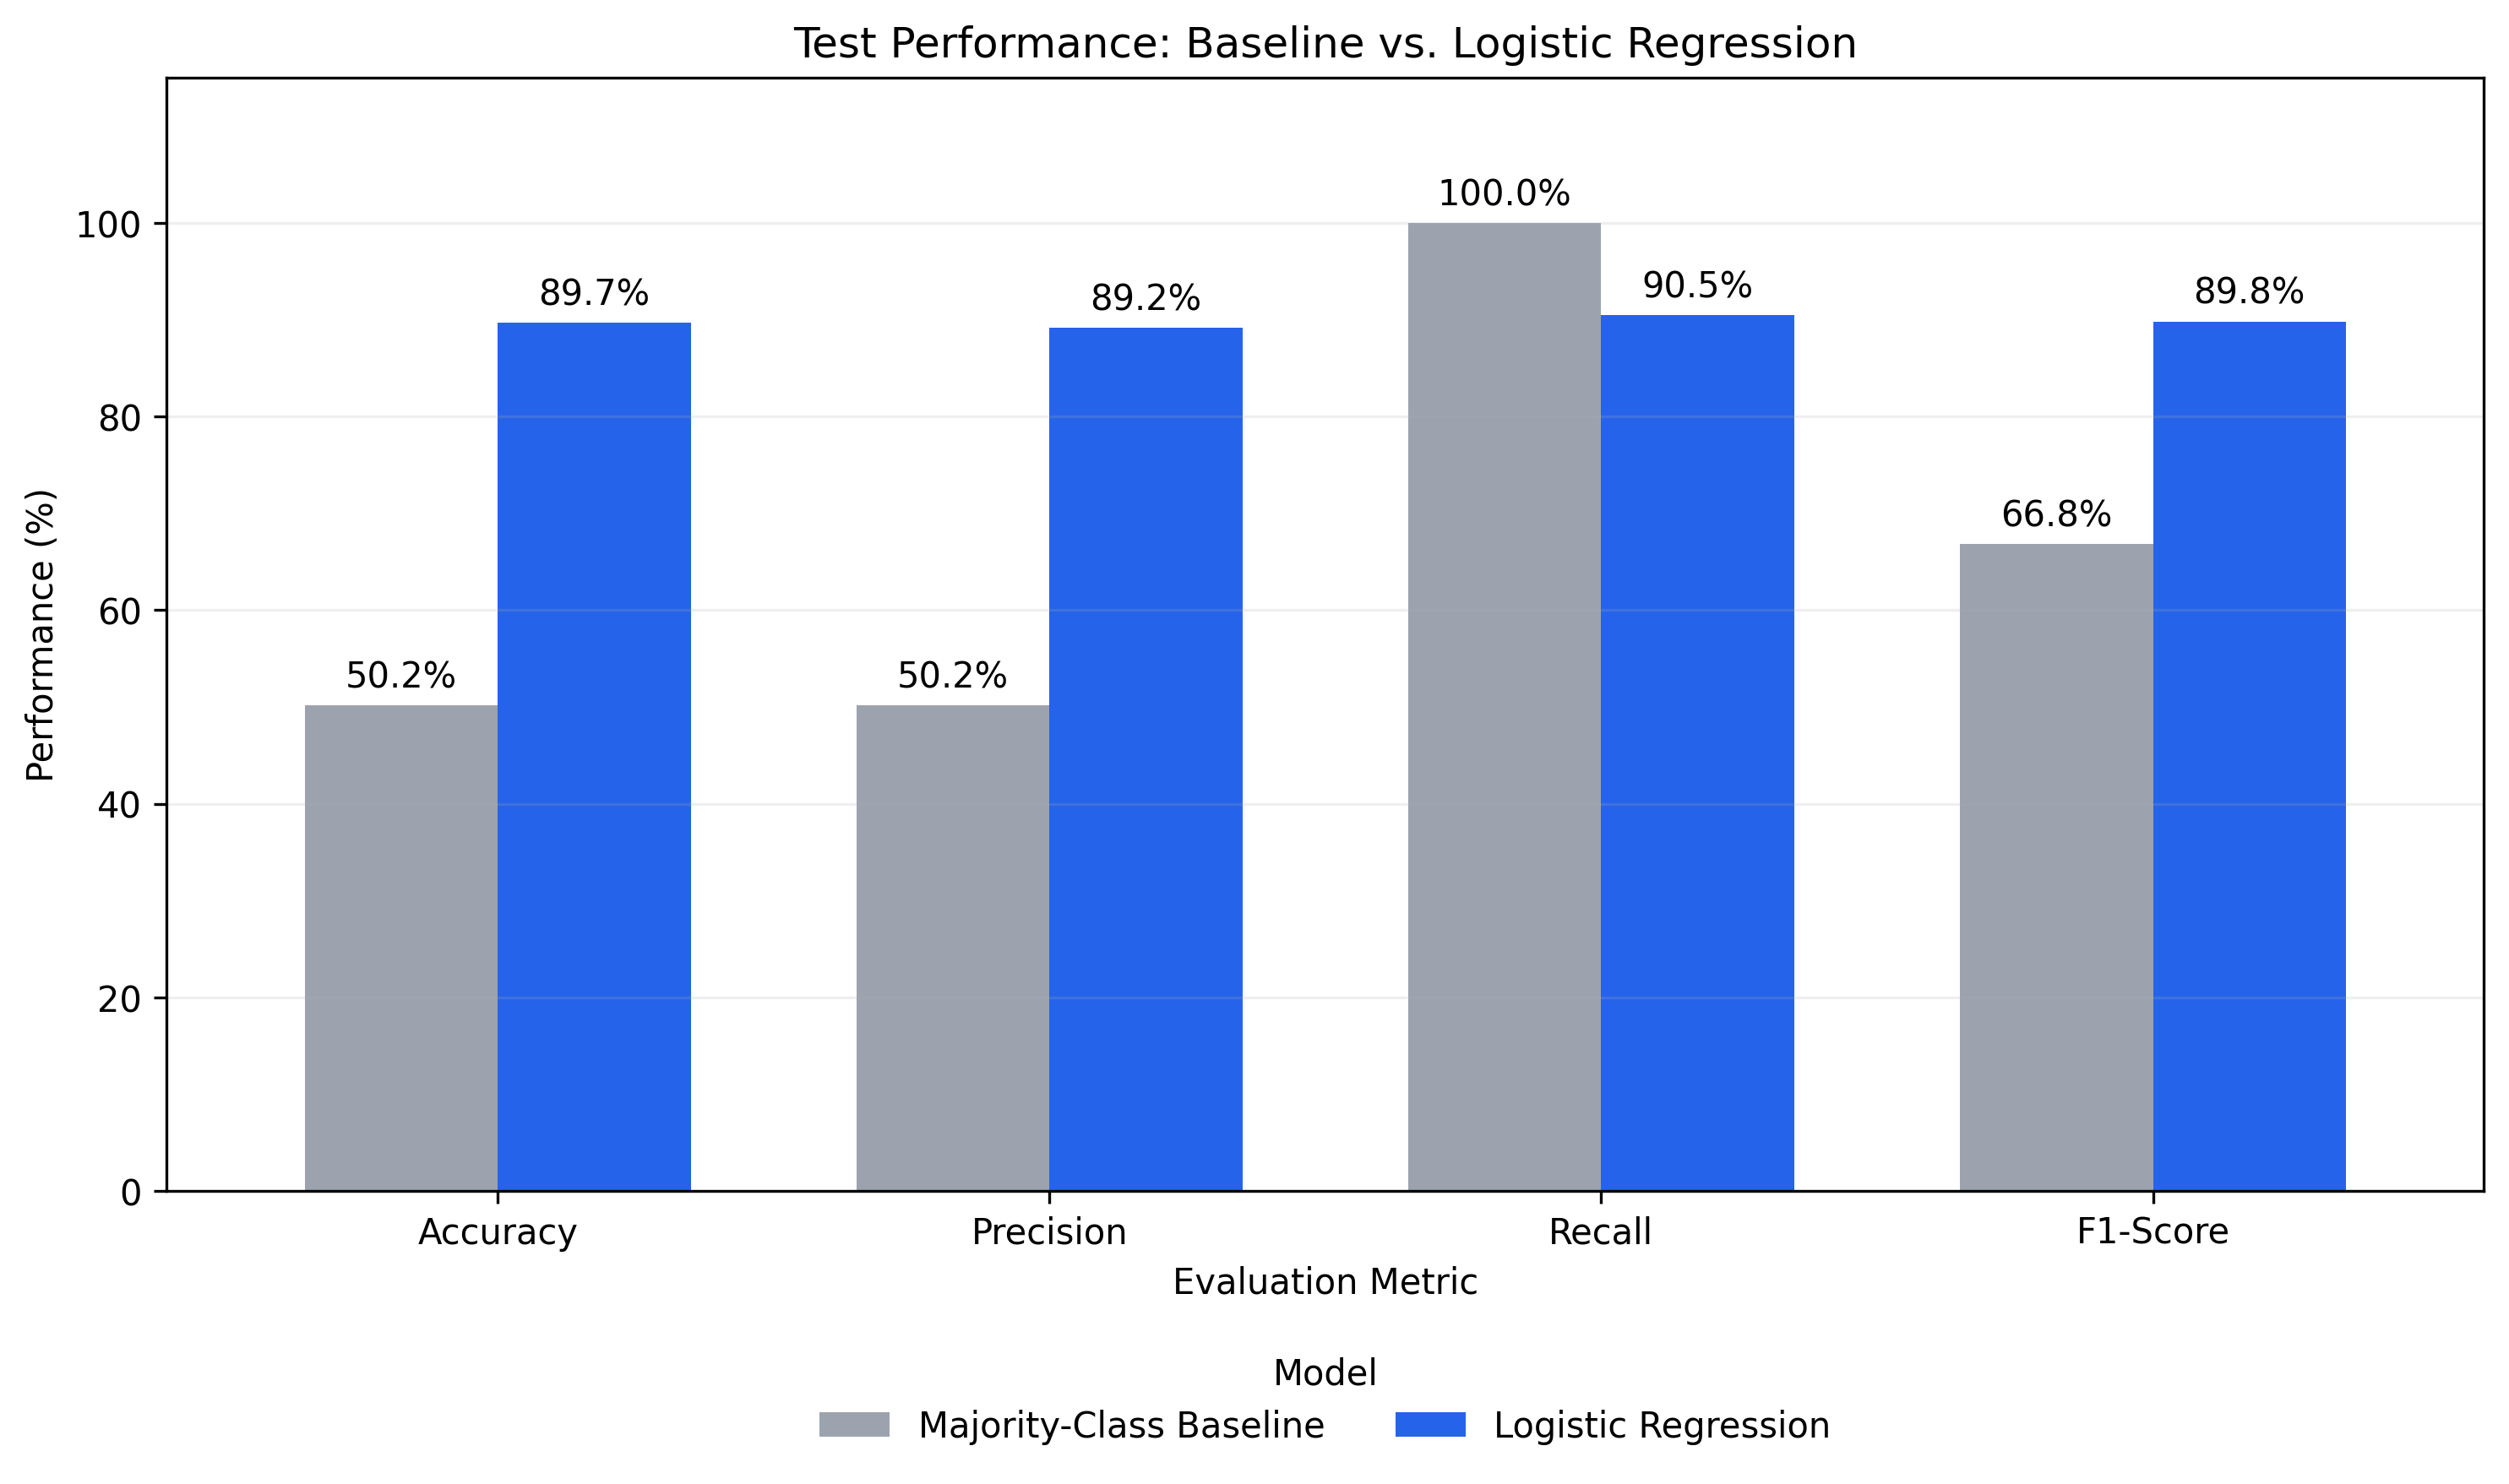 Test Performance: Baseline vs. Logistic Regression
Performance (%)
100
80
60
40
20
0
50.2%
89.7%
50.2%
89.2%
100.0%
90.5%
66.8%
89.8%
Accuracy
Precision
Recall
F1-Score
Evaluation Metric
Model
Majority-Class Baseline
Logistic Regression